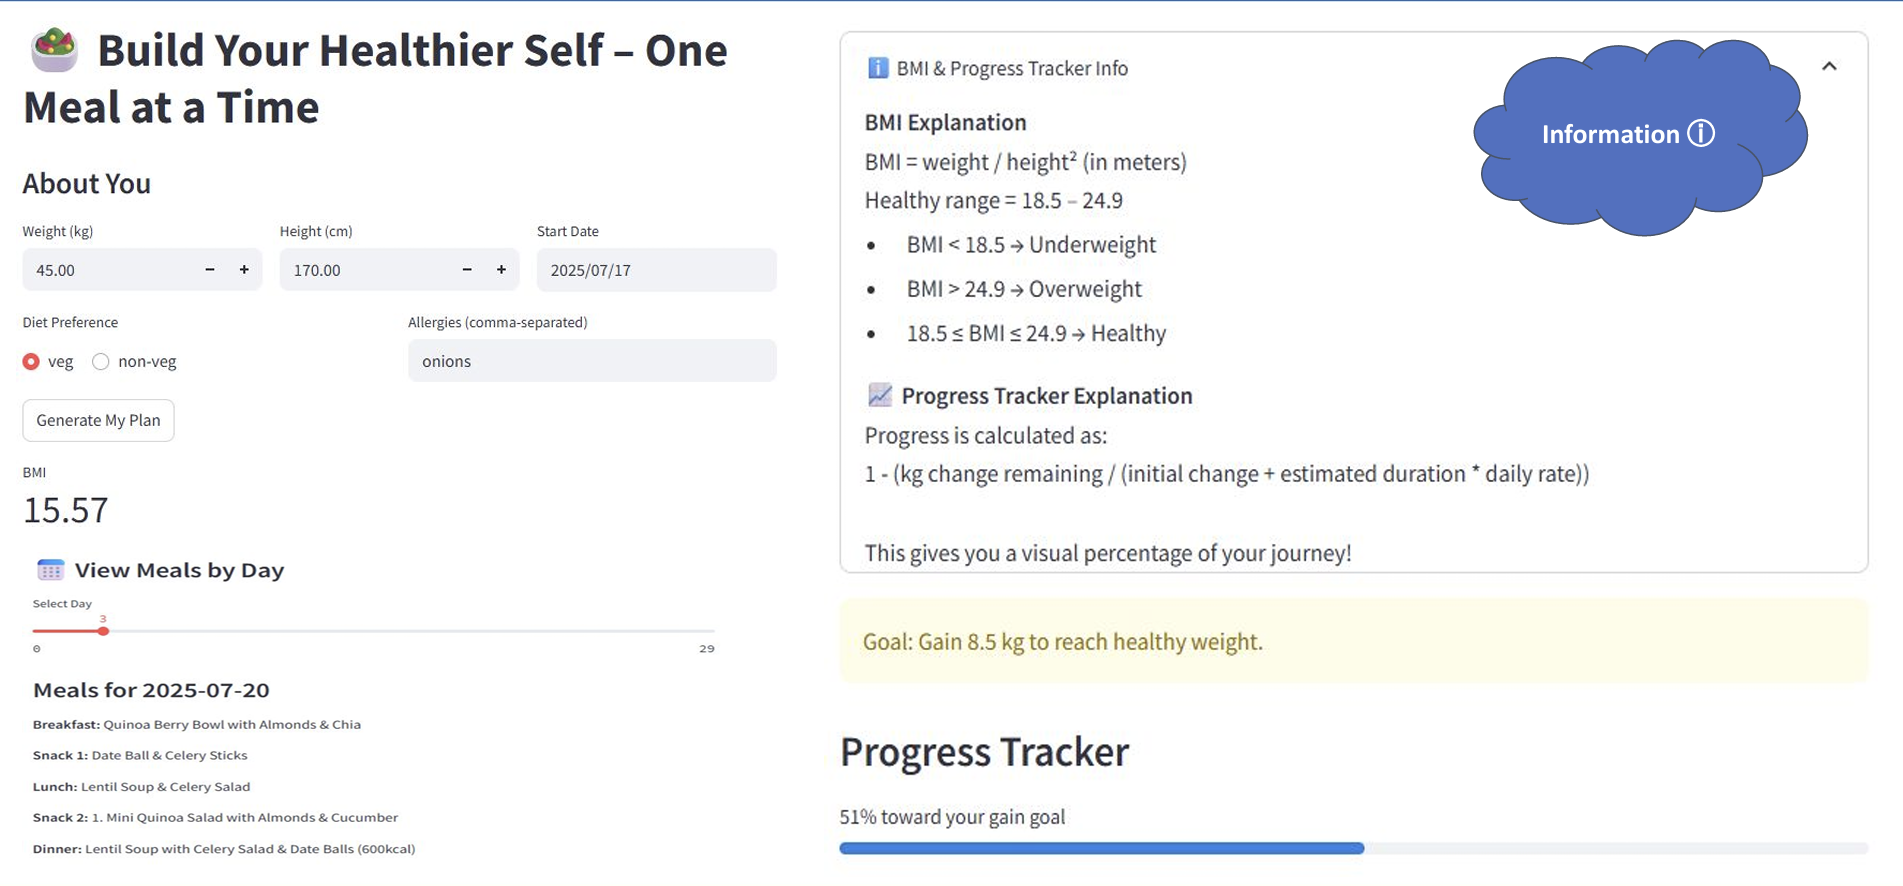 Build Your Healthier Self – One
Meal at a Time
About You
Weight (kg)
Height (cm)
Start Date
45.00 − +
170.00 − +
2025/07/17
Diet Preference
Allergies (comma-separated)
veg
non-veg
onions
Generate My Plan
BMI
15.57
View Meals by Day
Select Day
3
0
29
Meals for 2025-07-20
Breakfast: Quinoa Berry Bowl with Almonds & Chia
Snack 1: Date Ball & Celery Sticks
Lunch: Lentil Soup & Celery Salad
Snack 2: 1. Mini Quinoa Salad with Almonds & Cucumber
Dinner: Lentil Soup with Celery Salad & Date Balls (600kcal)
BMI & Progress Tracker Info
Information ⓘ
BMI Explanation
BMI = weight / height² (in meters)
Healthy range = 18.5 – 24.9
• BMI < 18.5 → Underweight
• BMI > 24.9 → Overweight
• 18.5 ≤ BMI ≤ 24.9 → Healthy
Progress Tracker Explanation
Progress is calculated as:
1 - (kg change remaining / (initial change + estimated duration * daily rate))
This gives you a visual percentage of your journey!
Goal: Gain 8.5 kg to reach healthy weight.
Progress Tracker
51% toward your gain goal